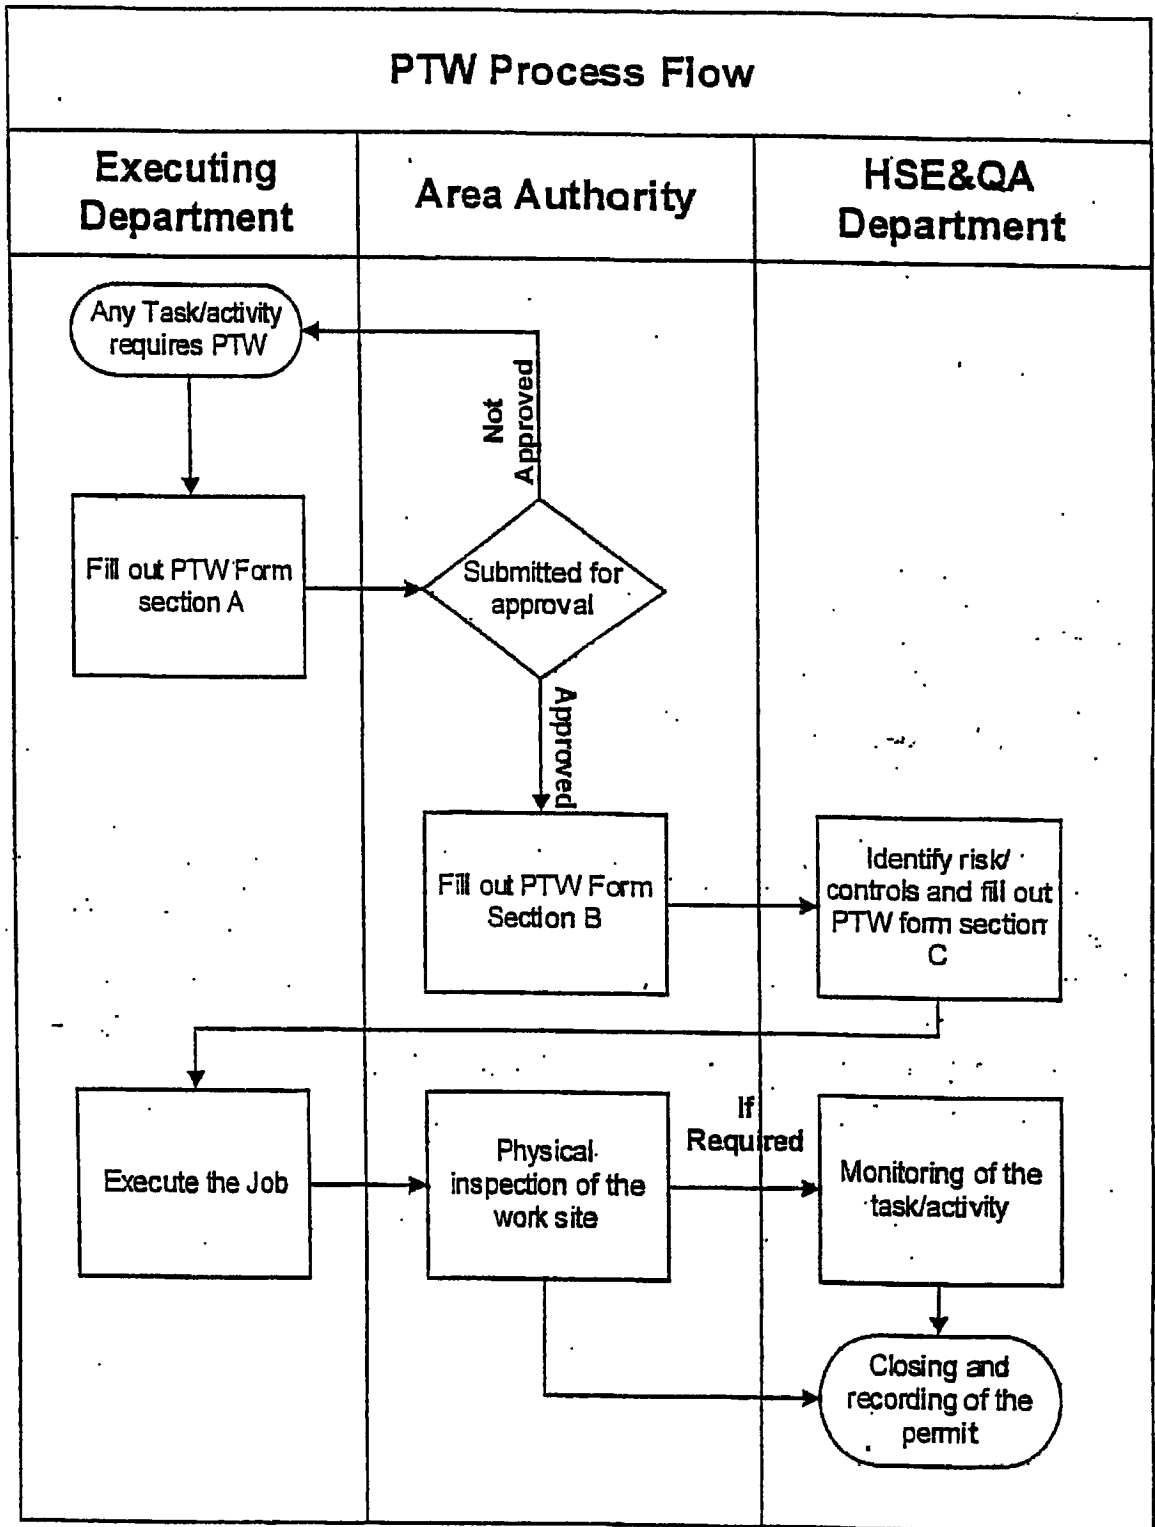 PTW Process Flow
Executing
Department
Area Authority
HSE&QA
Department
Any Task/activity
requires PTW
Not
Approved
Fill out PTW Form
section A
Submitted for
approval
Approved
Fill out PTW Form
Section B
Identify risk/
controls and fill out
PTW form section
C
Execute the Job
Physical
inspection of the
work site
If
Required
Monitoring of the
task/activity
Closing and
recording of the
permit